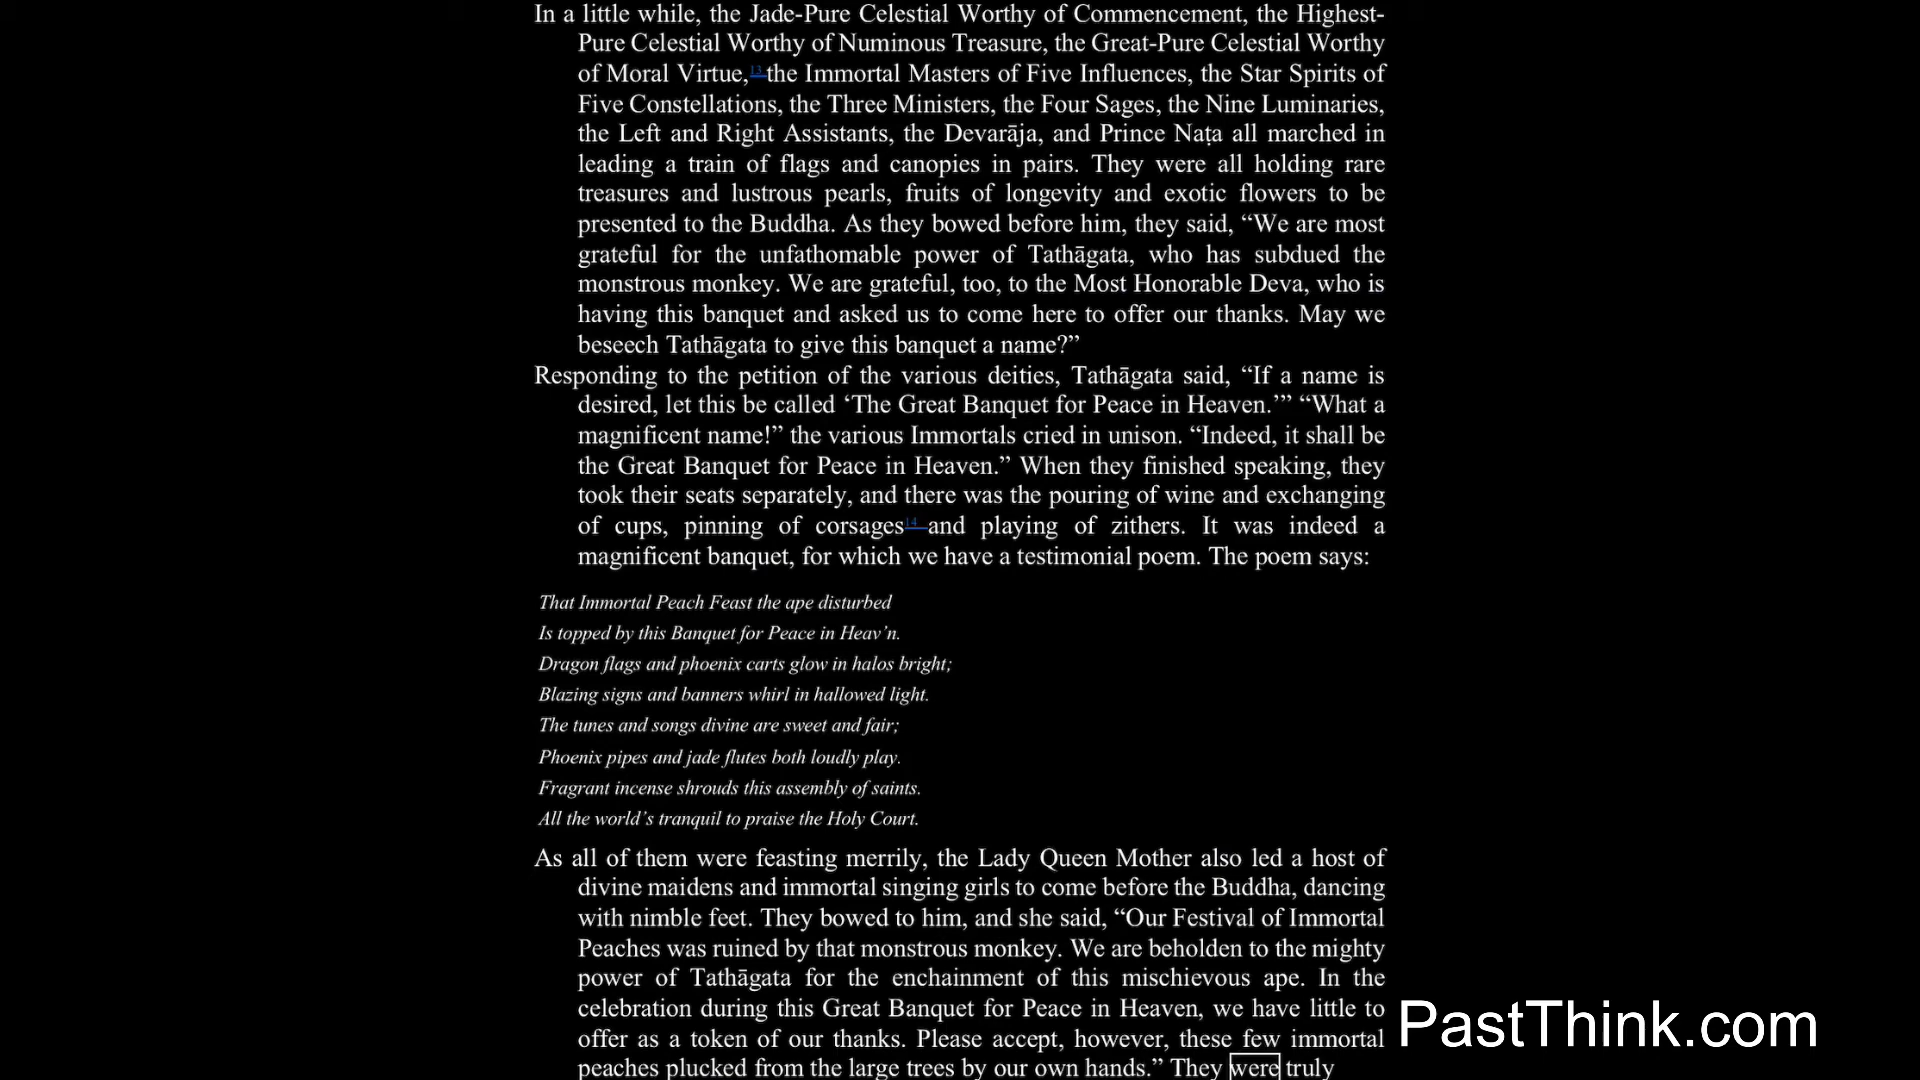 In a little while, the Jade-Pure Celestial Worthy of Commencement, the Highest-
Pure Celestial Worthy of Numinous Treasure, the Great-Pure Celestial Worthy
of Moral Virtue,13 the Immortal Masters of Five Influences, the Star Spirits of
Five Constellations, the Three Ministers, the Four Sages, the Nine Luminaries,
the Left and Right Assistants, the Devarāja, and Prince Naṭa all marched in
leading a train of flags and canopies in pairs. They were all holding rare
treasures and lustrous pearls, fruits of longevity and exotic flowers to be
presented to the Buddha. As they bowed before him, they said, “We are most
grateful for the unfathomable power of Tathāgata, who has subdued the
monstrous monkey. We are grateful, too, to the Most Honorable Deva, who is
having this banquet and asked us to come here to offer our thanks. May we
beseech Tathāgata to give this banquet a name?”
Responding to the petition of the various deities, Tathāgata said, “If a name is
desired, let this be called ‘The Great Banquet for Peace in Heaven.’” “What a
magnificent name!” the various Immortals cried in unison. “Indeed, it shall be
the Great Banquet for Peace in Heaven.” When they finished speaking, they
took their seats separately, and there was the pouring of wine and exchanging
of cups, pinning of corsages14 and playing of zithers. It was indeed a
magnificent banquet, for which we have a testimonial poem. The poem says:
That Immortal Peach Feast the ape disturbed
Is topped by this Banquet for Peace in Heav’n.
Dragon flags and phoenix carts glow in halos bright;
Blazing signs and banners whirl in hallowed light.
The tunes and songs divine are sweet and fair;
Phoenix pipes and jade flutes both loudly play.
Fragrant incense shrouds this assembly of saints.
All the world’s tranquil to praise the Holy Court.
As all of them were feasting merrily, the Lady Queen Mother also led a host of
divine maidens and immortal singing girls to come before the Buddha, dancing
with nimble feet. They bowed to him, and she said, “Our Festival of Immortal
Peaches was ruined by that monstrous monkey. We are beholden to the mighty
power of Tathāgata for the enchainment of this mischievous ape. In the
celebration during this Great Banquet for Peace in Heaven, we have little to
offer as a token of our thanks. Please accept, however, these few immortal
peaches plucked from the large trees by our own hands.” They were truly
PastThink.com